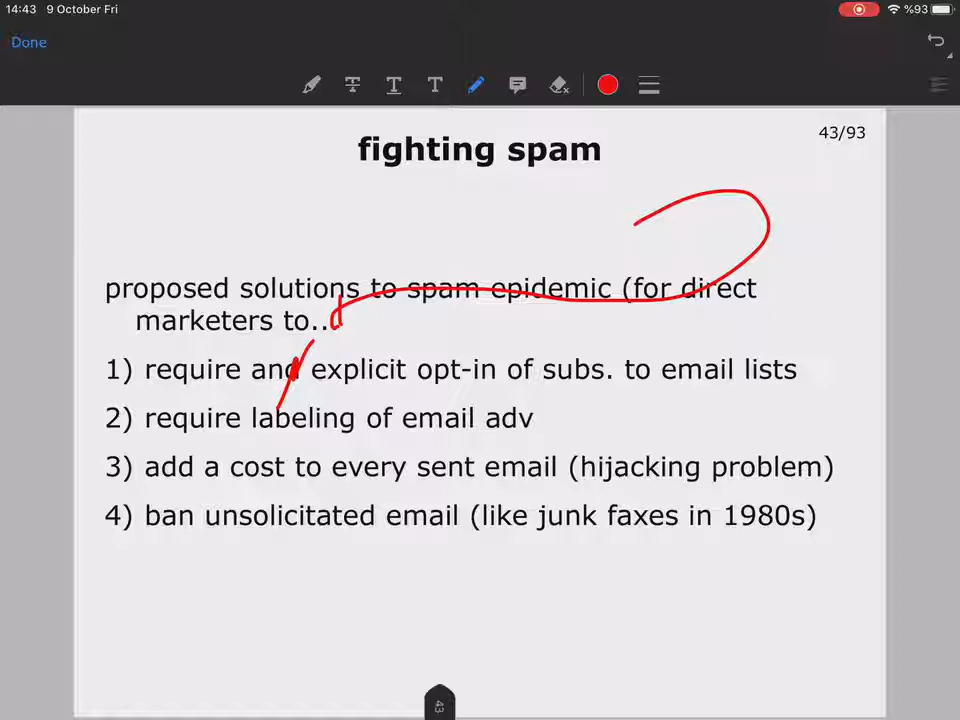 14:43 9 October Fri %93
Done
T T T
43/93
fighting spam
proposed solutions to spam epidemic (for direct
marketers to...
1) require and explicit opt-in of subs. to email lists
2) require labeling of email adv
3) add a cost to every sent email (hijacking problem)
4) ban unsolicitated email (like junk faxes in 1980s)
43